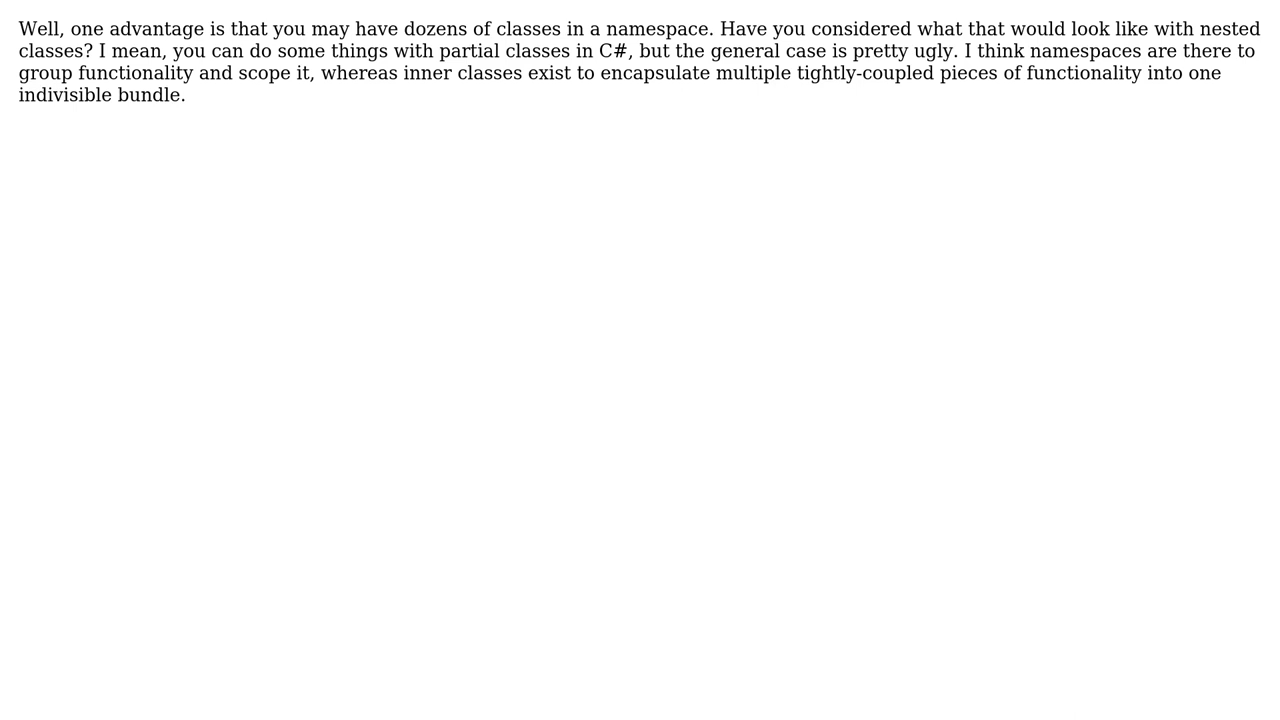 Well, one advantage is that you may have dozens of classes in a namespace. Have you considered what that would look like with nested
classes? I mean, you can do some things with partial classes in C#, but the general case is pretty ugly. I think namespaces are there to
group functionality and scope it, whereas inner classes exist to encapsulate multiple tightly-coupled pieces of functionality into one
indivisible bundle.